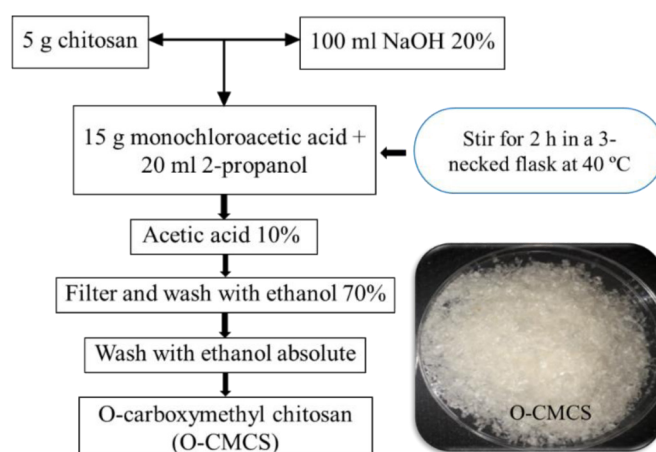 5 g chitosan
100 ml NaOH 20%
15 g monochloroacetic acid +
20 ml 2-propanol
Stir for 2 h in a 3-
necked flask at 40 ºC
Acetic acid 10%
Filter and wash with ethanol 70%
Wash with ethanol absolute
O-carboxymethyl chitosan
(O-CMCS)
O-CMCS